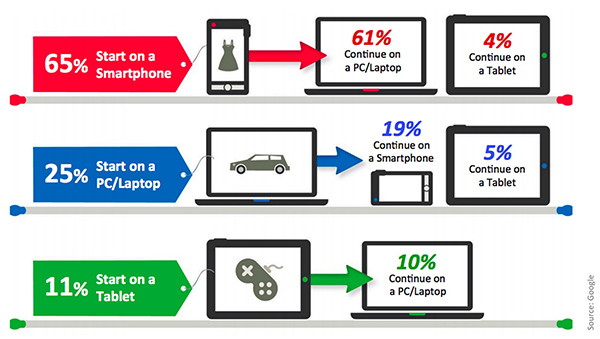 65% Start on a
Smartphone
61%
Continue on
a PC/Laptop
4%
Continue on
a Tablet
25% Start on a
PC/Laptop
19%
Continue on
a Smartphone
5%
Continue on
a Tablet
11% Start on a
Tablet
10%
Continue on
a PC/Laptop
Source: Google